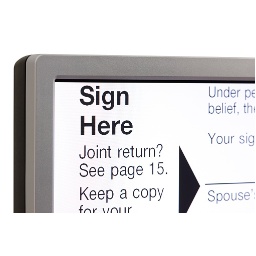 Sign
Here
Joint return?
See page 15.
Keep a copy
for your
Under
belief,
Your
Spouse's